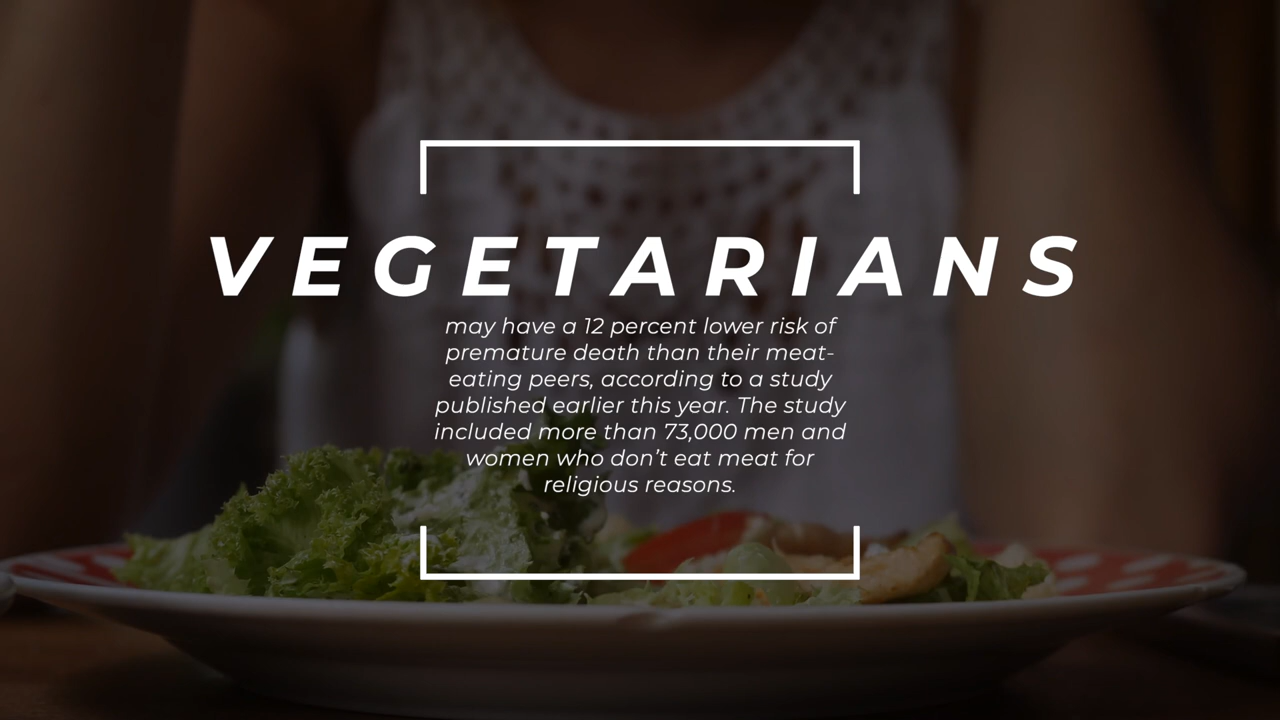 VEGETARIANS
may have a 12 percent lower risk of
premature death than their meat-
eating peers, according to a study
published earlier this year. The study
included more than 73,000 men and
women who don’t eat meat for
religious reasons.